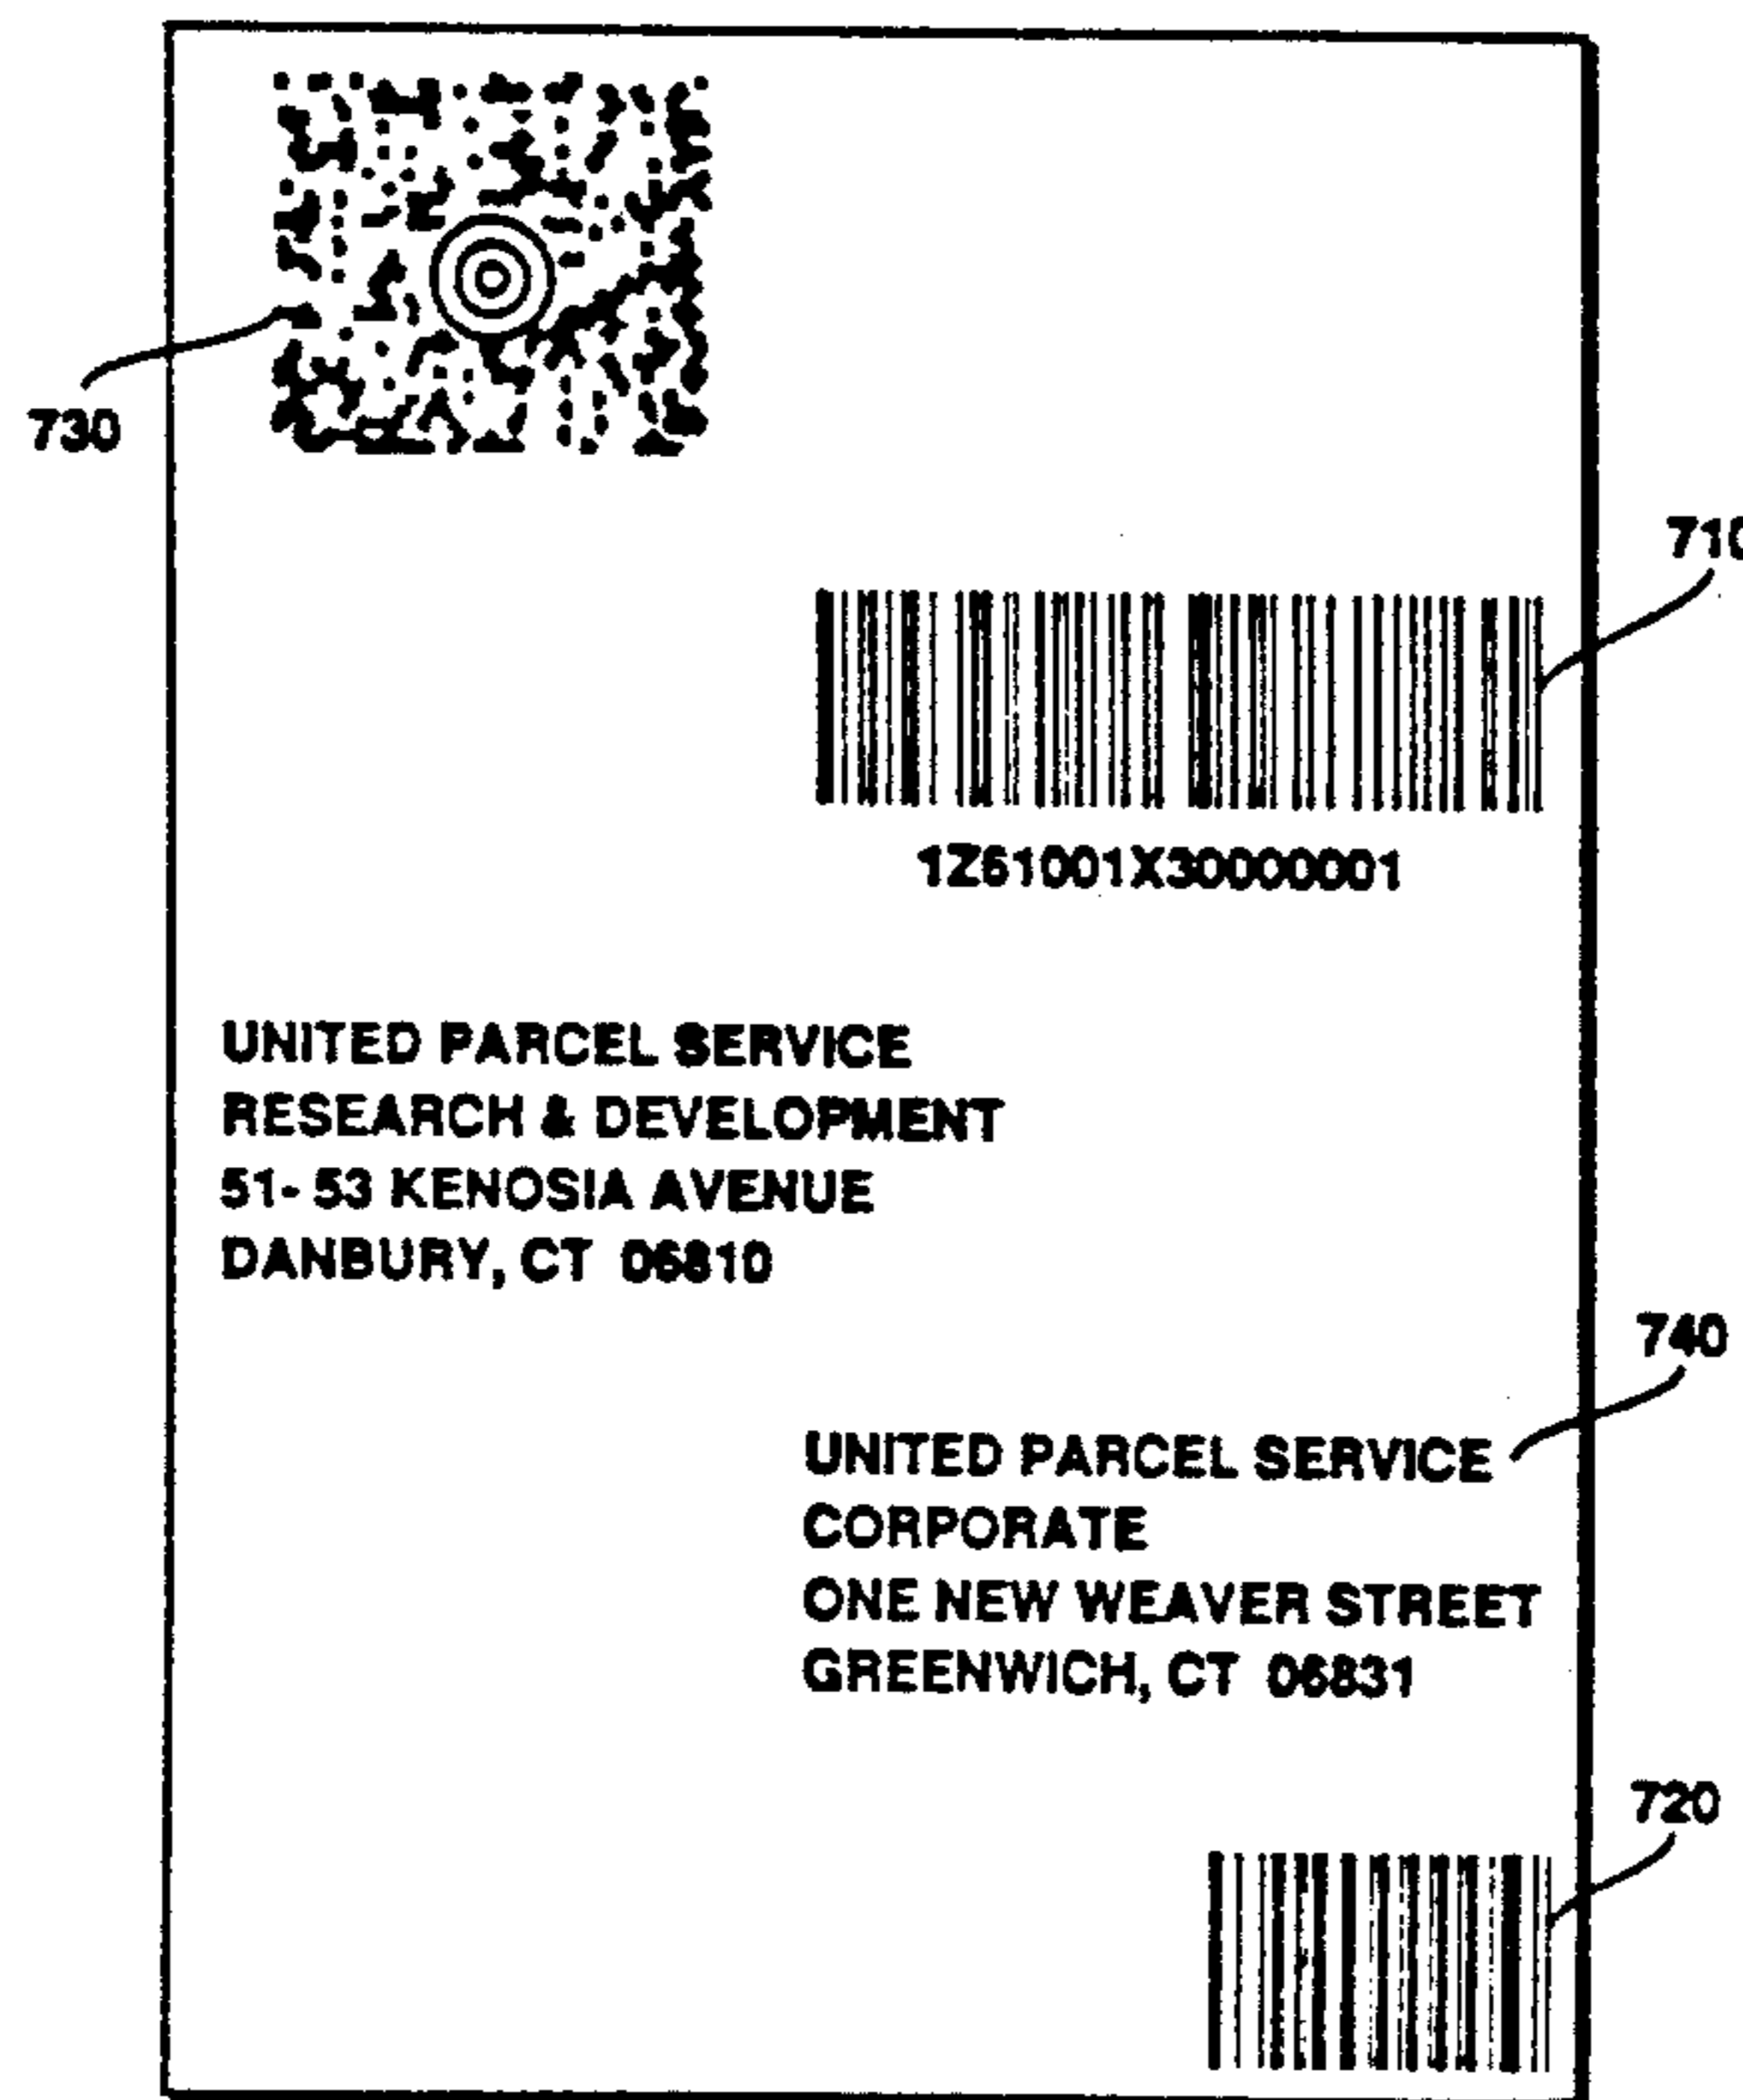 730
710
1Z61001X30000001
UNITED PARCEL SERVICE
RESEARCH & DEVELOPMENT
51- 53 KENOSIA AVENUE
DANBURY, CT 06810
740
UNITED PARCEL SERVICE
CORPORATE
ONE NEW WEAVER STREET
GREENWICH, CT 06831
720